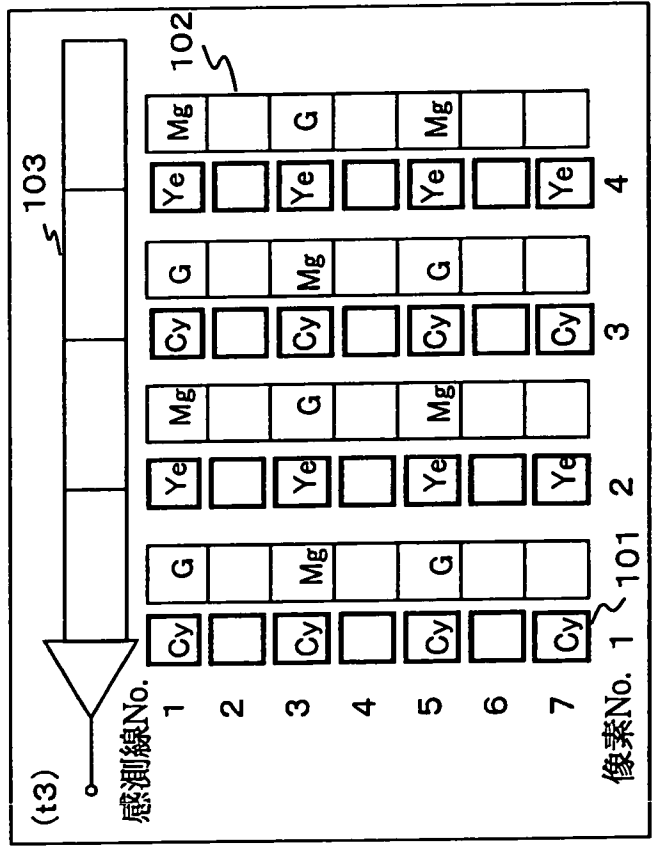 (t3)
103
感測線No.
102
1 Cy G Ye Mg Cy G Ye Mg
2
3 Cy Mg Ye G Cy Mg Ye G
4
5 Cy G Ye Mg Cy G Ye Mg
6
7 Cy Ye Cy Ye
像素No. 1 101 2 3 4